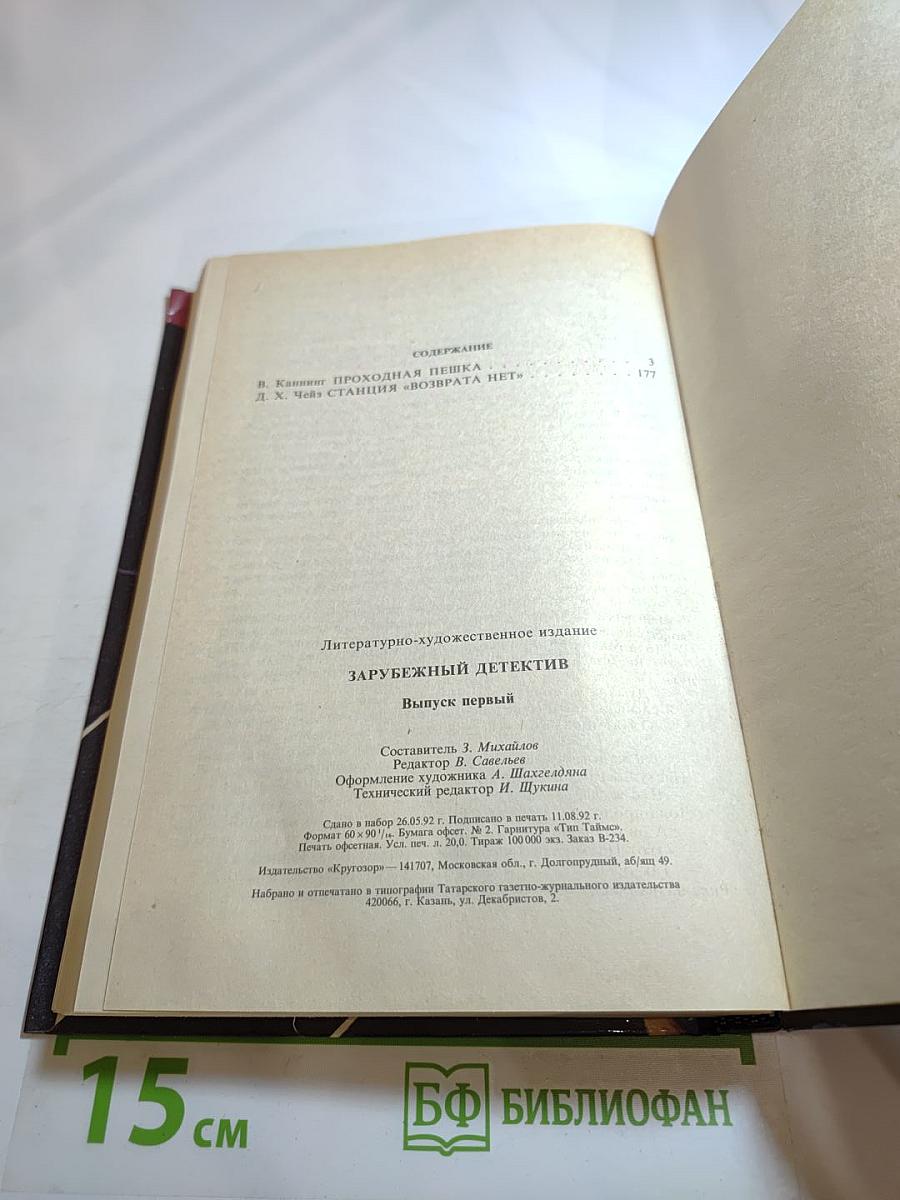 СОДЕРЖАНИЕ
В. Каннинг ПРОХОДНАЯ ПЕШКА . . . . . . . . . . . . 3
Д. Х. Чейз СТАНЦИЯ «ВОЗВРАТА НЕТ» . . . . . . . . . 177
Литературно-художественное издание
ЗАРУБЕЖНЫЙ ДЕТЕКТИВ
Выпуск первый
Составитель З. Михайлов
Редактор В. Савельев
Оформление художника А. Шахгелдяна
Технический редактор И. Щукина
Сдано в набор 26.05.92 г. Подписано в печать 11.08.92 г.
Формат 60×90 1/16. Бумага офсет. № 2. Гарнитура «Тип Таймс».
Печать офсетная. Усл. печ. л. 20,0. Тираж 100 000 экз. Заказ В-234.
Издательство «Кругозор» — 141707, Московская обл., г. Долгопрудный, аб/ящ 49.
Набрано и отпечатано в типографии Татарского газетно-журнального издательства
420066, г. Казань, ул. Декабристов, 2.
15 см
БФ БИБЛИОФАН